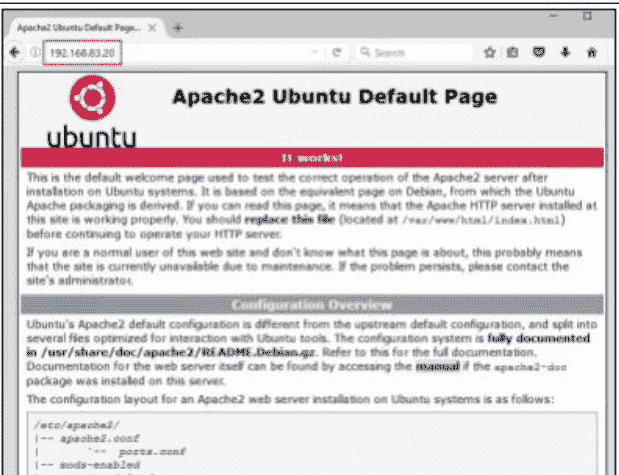 Apache2 Ubuntu Default Page...
192.168.83.20
Search
Apache2 Ubuntu Default Page
ubuntu
It works!
This is the default welcome page used to test the correct operation of the Apache2 server after
installation on Ubuntu systems. It is based on the equivalent page on Debian, from which the Ubuntu
Apache packaging is derived. If you can read this page, it means that the Apache HTTP server installed at
this site is working properly. You should replace this file (located at /var/www/html/index.html)
before continuing to operate your HTTP server.
If you are a normal user of this web site and don't know what this page is about, this probably means
that the site is currently unavailable due to maintenance. If the problem persists, please contact the
site's administrator.
Configuration Overview
Ubuntu's Apache2 default configuration is different from the upstream default configuration, and split into
several files optimized for interaction with Ubuntu tools. The configuration system is fully documented
in /usr/share/doc/apache2/README.Debian.gz. Refer to this for the full documentation.
Documentation for the web server itself can be found by accessing the manual if the apache2-doc
package was installed on this server.
The configuration layout for an Apache2 web server installation on Ubuntu systems is as follows:
/etc/apache2/
|-- apache2.conf
|       `--  ports.conf
|-- mods-enabled